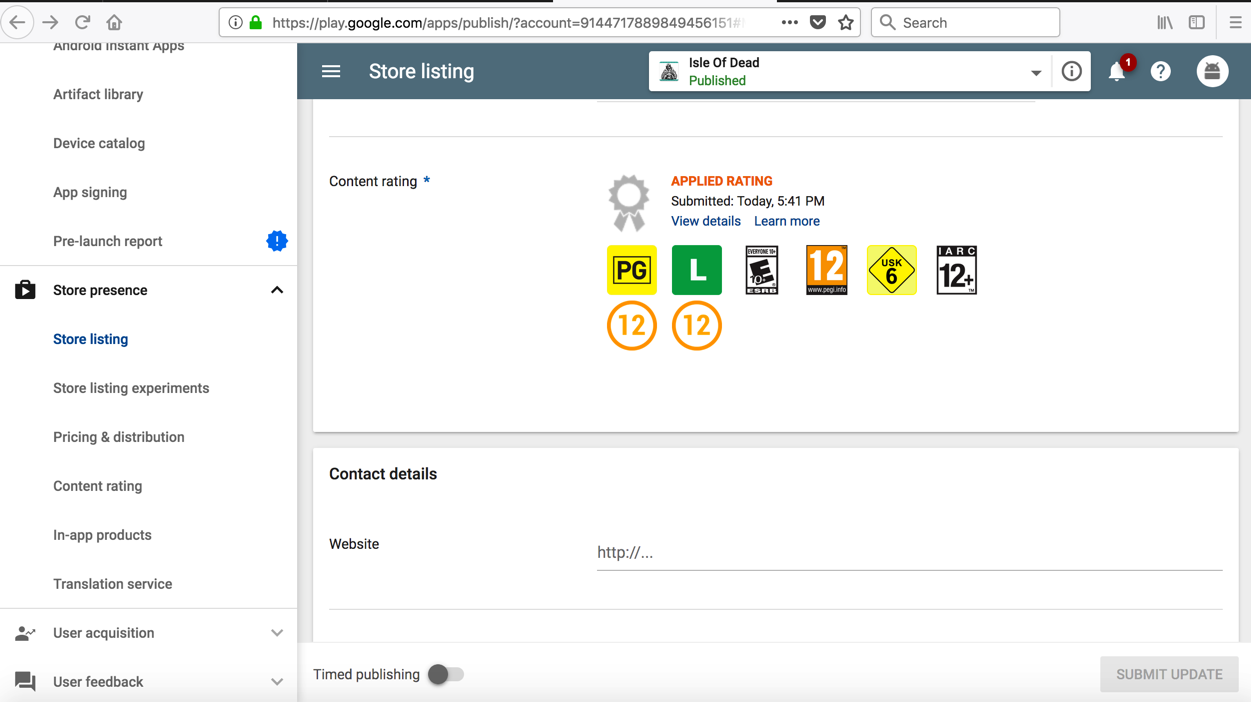 https://play.google.com/apps/publish/?account=9144717889849456151#
Search
Android Instant Apps
Artifact library
Device catalog
App signing
Pre-launch report
!
Store presence
Store listing
Store listing experiments
Pricing & distribution
Content rating
In-app products
Translation service
User acquisition
User feedback
Store listing
Isle Of Dead
Published
1
?
Content rating *
APPLIED RATING
Submitted: Today, 5:41 PM
View details Learn more
PG
L
EVERYONE 10+
E
10+
ESRB
12
www.pegi.info
USK
6
IARC
12+
12
12
Contact details
Website
http://...
Timed publishing
SUBMIT UPDATE